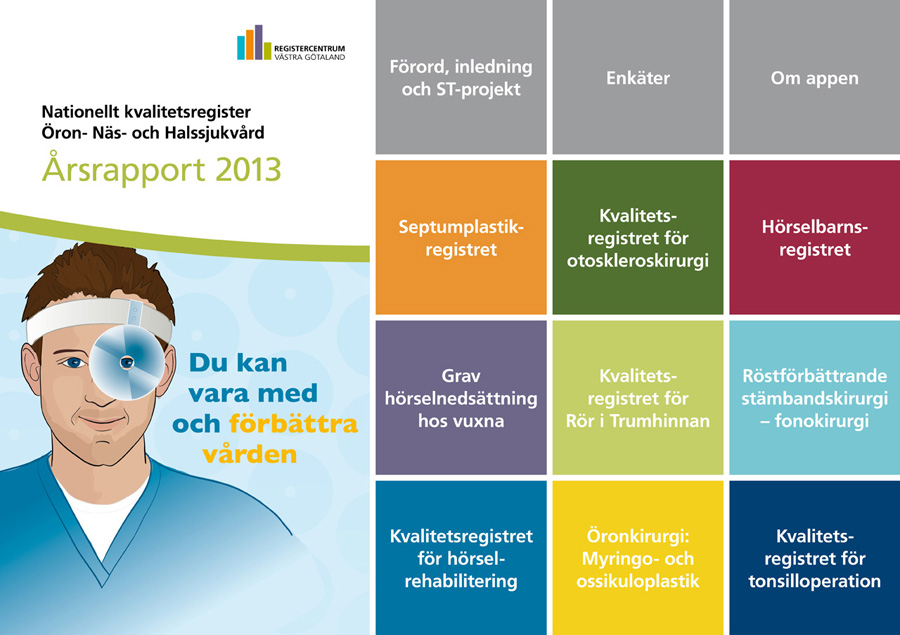 REGISTERCENTRUM
VÄSTRA GÖTALAND
Nationellt kvalitetsregister
Öron- Näs- och Halssjukvård
Årsrapport 2013
Du kan
vara med
och förbättra
vården
Förord, inledning
och ST-projekt
Enkäter
Om appen
Septumplastik-
registret
Kvalitets-
registret för
otoskleroskirurgi
Hörselbarns-
registret
Grav
hörselnedsättning
hos vuxna
Kvalitets-
registret för
Rör i Trumhinnan
Röstförbättrande
stämbandskirurgi
– fonokirurgi
Kvalitetsregistret
för hörsel-
rehabilitering
Öronkirurgi:
Myringo- och
ossikuloplastik
Kvalitets-
registret för
tonsilloperation